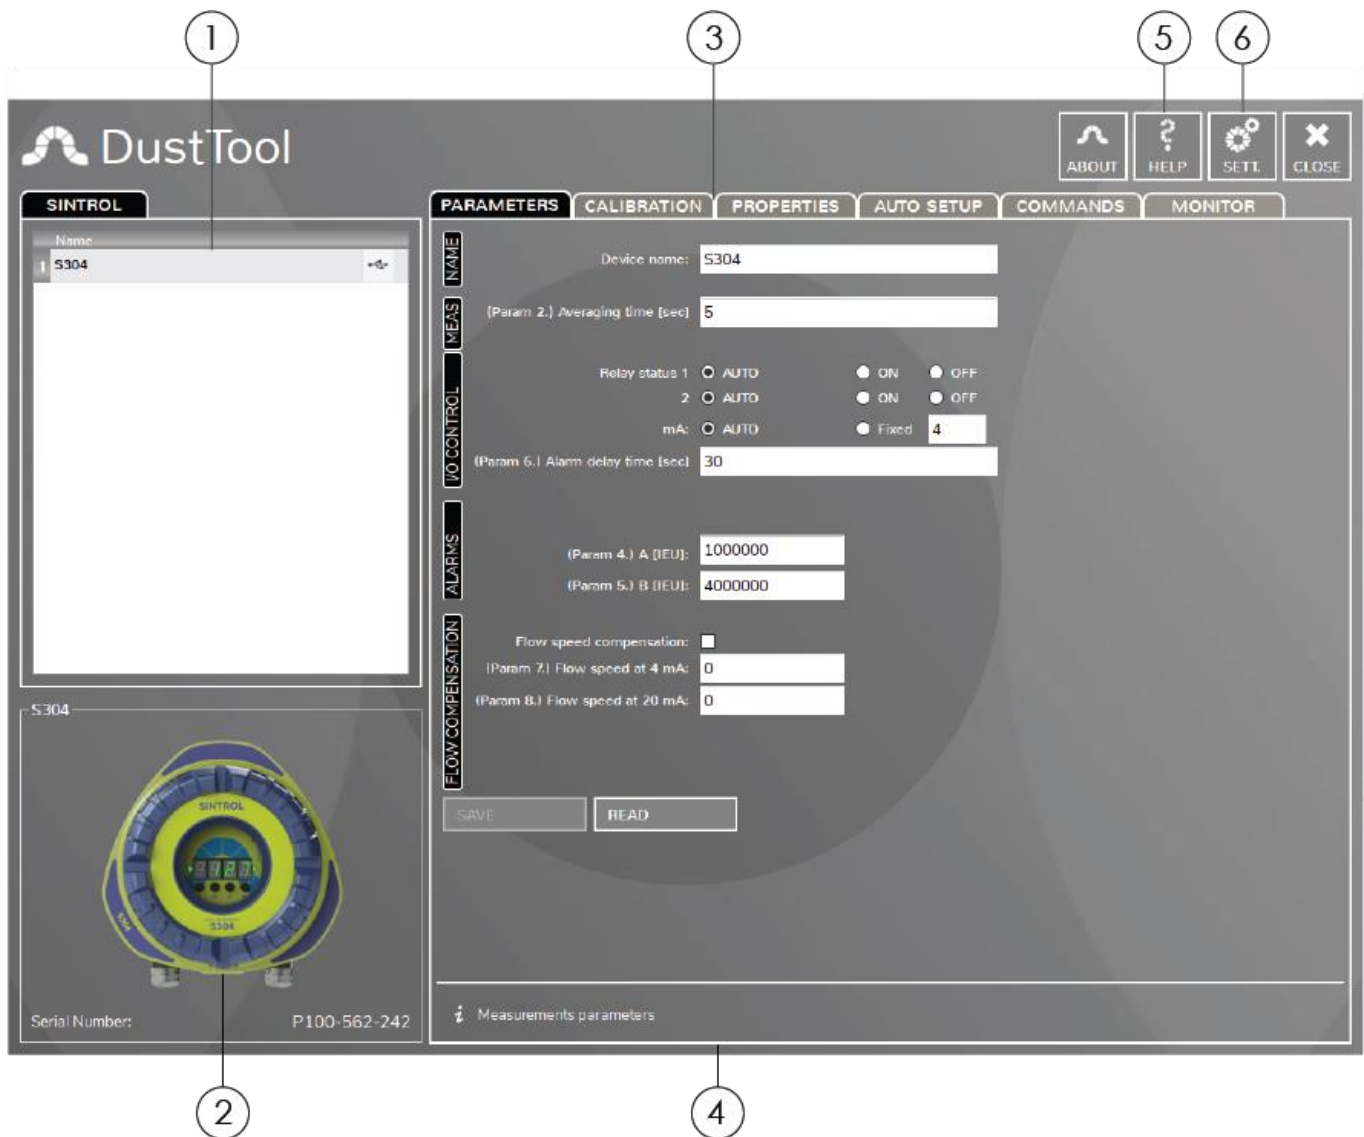 1 3 5 6
DustTool
ABOUT HELP SETT. CLOSE
SINTROL
PARAMETERS CALIBRATION PROPERTIES AUTO SETUP COMMANDS MONITOR
Name
1 S304
NAME
Device name: S304
MEAS
(Param 2.) Averaging time [sec] 5
I/O CONTROL
Relay status 1 AUTO ON OFF
2 AUTO ON OFF
mA: AUTO Fixed 4
(Param 6.) Alarm delay time [sec] 30
ALARMS
(Param 4.) A [IEU]: 1000000
(Param 5.) B [IEU]: 4000000
FLOW COMPENSATION
Flow speed compensation:
(Param 7.) Flow speed at 4 mA: 0
(Param 8.) Flow speed at 20 mA: 0
SAVE READ
S304
SINTROL
S304
S304
Serial Number: P100-562-242
i Measurements parameters
2 4